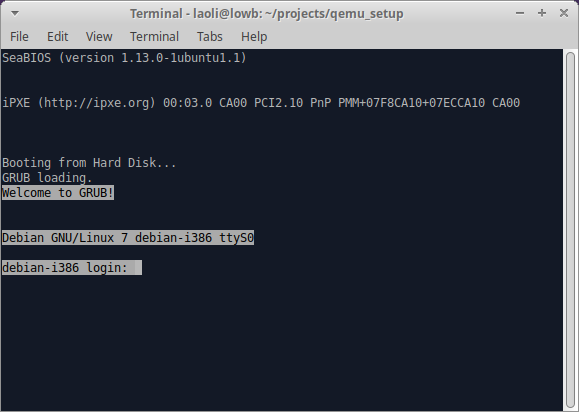 Terminal - laoli@lowb: ~/projects/qemu_setup
File Edit View Terminal Tabs Help
SeaBIOS (version 1.13.0-1ubuntu1.1)
iPXE (http://ipxe.org) 00:03.0 CA00 PCI2.10 PnP PMM+07F8CA10+07ECCA10 CA00
Booting from Hard Disk...
GRUB loading.
Welcome to GRUB!
Debian GNU/Linux 7 debian-i386 ttyS0
debian-i386 login: